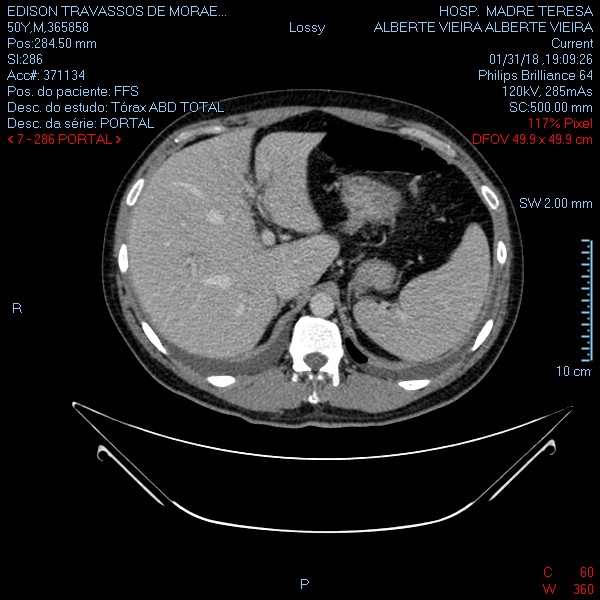 EDISON TRAVASSOS DE MORAE...
50Y,M,365858
Pos:284.50 mm
Sl:286
Acc#: 371134
Pos. do paciente: FFS
Desc. do estudo: Tórax ABD TOTAL
Desc. da série: PORTAL
< 7 - 286 PORTAL >
Lossy
HOSP. MADRE TERESA
ALBERTE VIEIRA ALBERTE VIEIRA
Current
01/31/18 ,19:09:26
Philips Brilliance 64
120kV, 285mAs
SC:500.00 mm
117% Pixel
DFOV 49.9 x 49.9 cm
SW 2.00 mm
R
10 cm
P
C 60
W 360